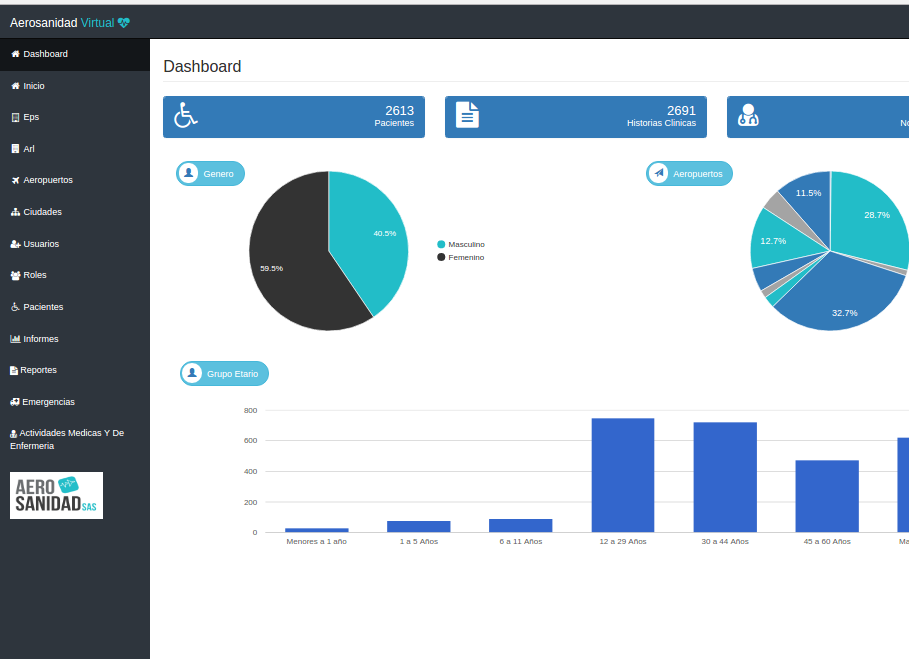 Aerosanidad Virtual
Dashboard
Inicio
Eps
Arl
Aeropuertos
Ciudades
Usuarios
Roles
Pacientes
Informes
Reportes
Emergencias
Actividades Medicas Y De
Enfermeria
AERO
SANIDAD SAS
Dashboard
2613
Pacientes
2691
Historias Clinicas
No
Genero
40.5%
59.5%
Masculino
Femenino
Aeropuertos
11.5%
28.7%
12.7%
32.7%
Grupo Etario
800
600
400
200
0
Menores a 1 año
1 a 5 Años
6 a 11 Años
12 a 29 Años
30 a 44 Años
45 a 60 Años
Ma